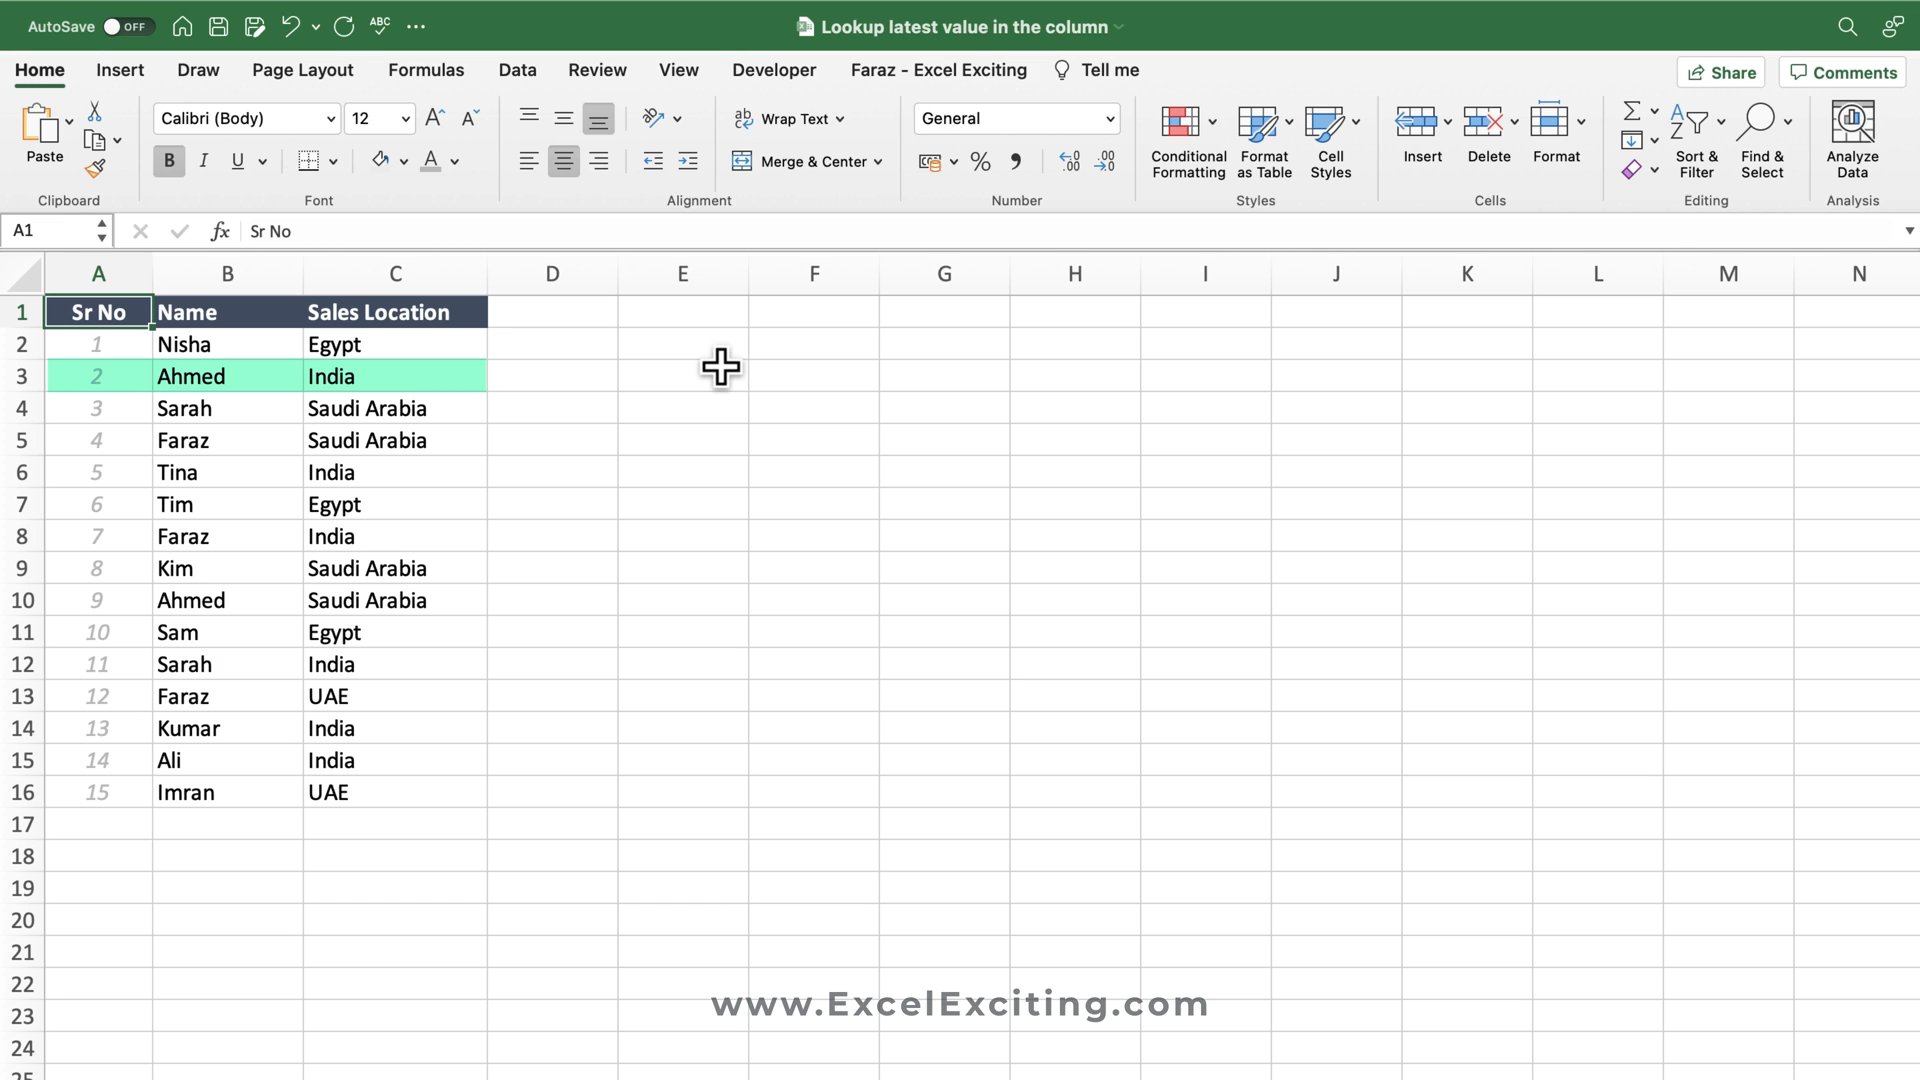 AutoSave OFF ABC ... Lookup latest value in the column
Home Insert Draw Page Layout Formulas Data Review View Developer Faraz - Excel Exciting Tell me Share Comments
Paste Calibri (Body) 12 A A Wrap Text General Conditional Formatting Format as Table Cell Styles Insert Delete Format Sort & Filter Find & Select Analyze Data
B I U A Merge & Center % .00 .00
Clipboard Font Alignment Number Styles Cells Editing Analysis
A1 fx Sr No
A B C D E F G H I J K L M N
1 Sr No Name Sales Location
2 1 Nisha Egypt
3 2 Ahmed India
4 3 Sarah Saudi Arabia
5 4 Faraz Saudi Arabia
6 5 Tina India
7 6 Tim Egypt
8 7 Faraz India
9 8 Kim Saudi Arabia
10 9 Ahmed Saudi Arabia
11 10 Sam Egypt
12 11 Sarah India
13 12 Faraz UAE
14 13 Kumar India
15 14 Ali India
16 15 Imran UAE
17
18
19
20
21
22
www.ExcelExciting.com
23
24
25